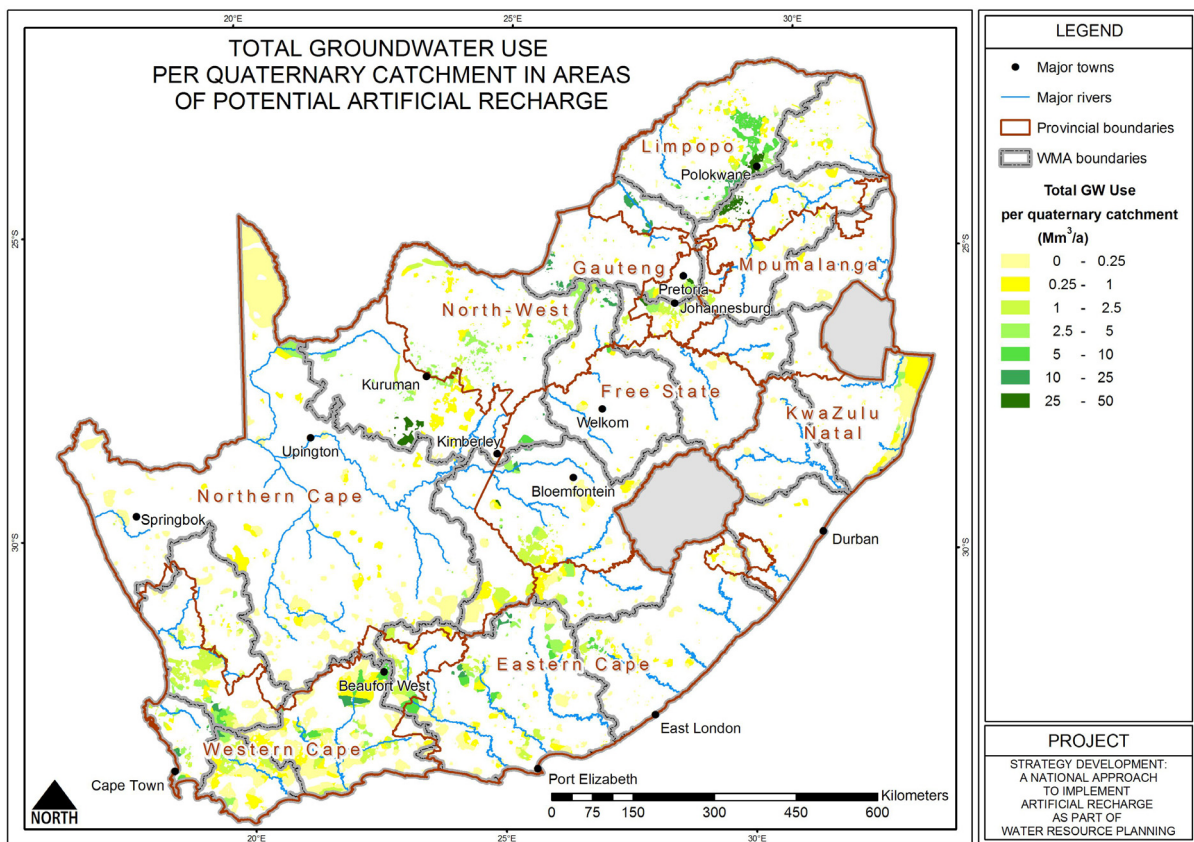 20°E
25°E
30°E
TOTAL GROUNDWATER USE
PER QUATERNARY CATCHMENT IN AREAS
OF POTENTIAL ARTIFICIAL RECHARGE
Limpopo
Polokwane
25°S
25°S
Gauteng
Mpumalanga
Pretoria
Johannesburg
North-West
Kuruman
Free State
Welkom
KwaZulu
Natal
Upington
Kimberley
Bloemfontein
Northern Cape
Springbok
Durban
30°S
30°S
Eastern Cape
Beaufort West
East London
Western Cape
Cape Town
Port Elizabeth
NORTH
Kilometers
0 75 150 300 450 600
20°E
25°E
30°E
LEGEND
Major towns
Major rivers
Provincial boundaries
WMA boundaries
Total GW Use
per quaternary catchment
(Mm³/a)
0 - 0.25
0.25 - 1
1 - 2.5
2.5 - 5
5 - 10
10 - 25
25 - 50
PROJECT
STRATEGY DEVELOPMENT:
A NATIONAL APPROACH
TO IMPLEMENT
ARTIFICIAL RECHARGE
AS PART OF
WATER RESOURCE PLANNING